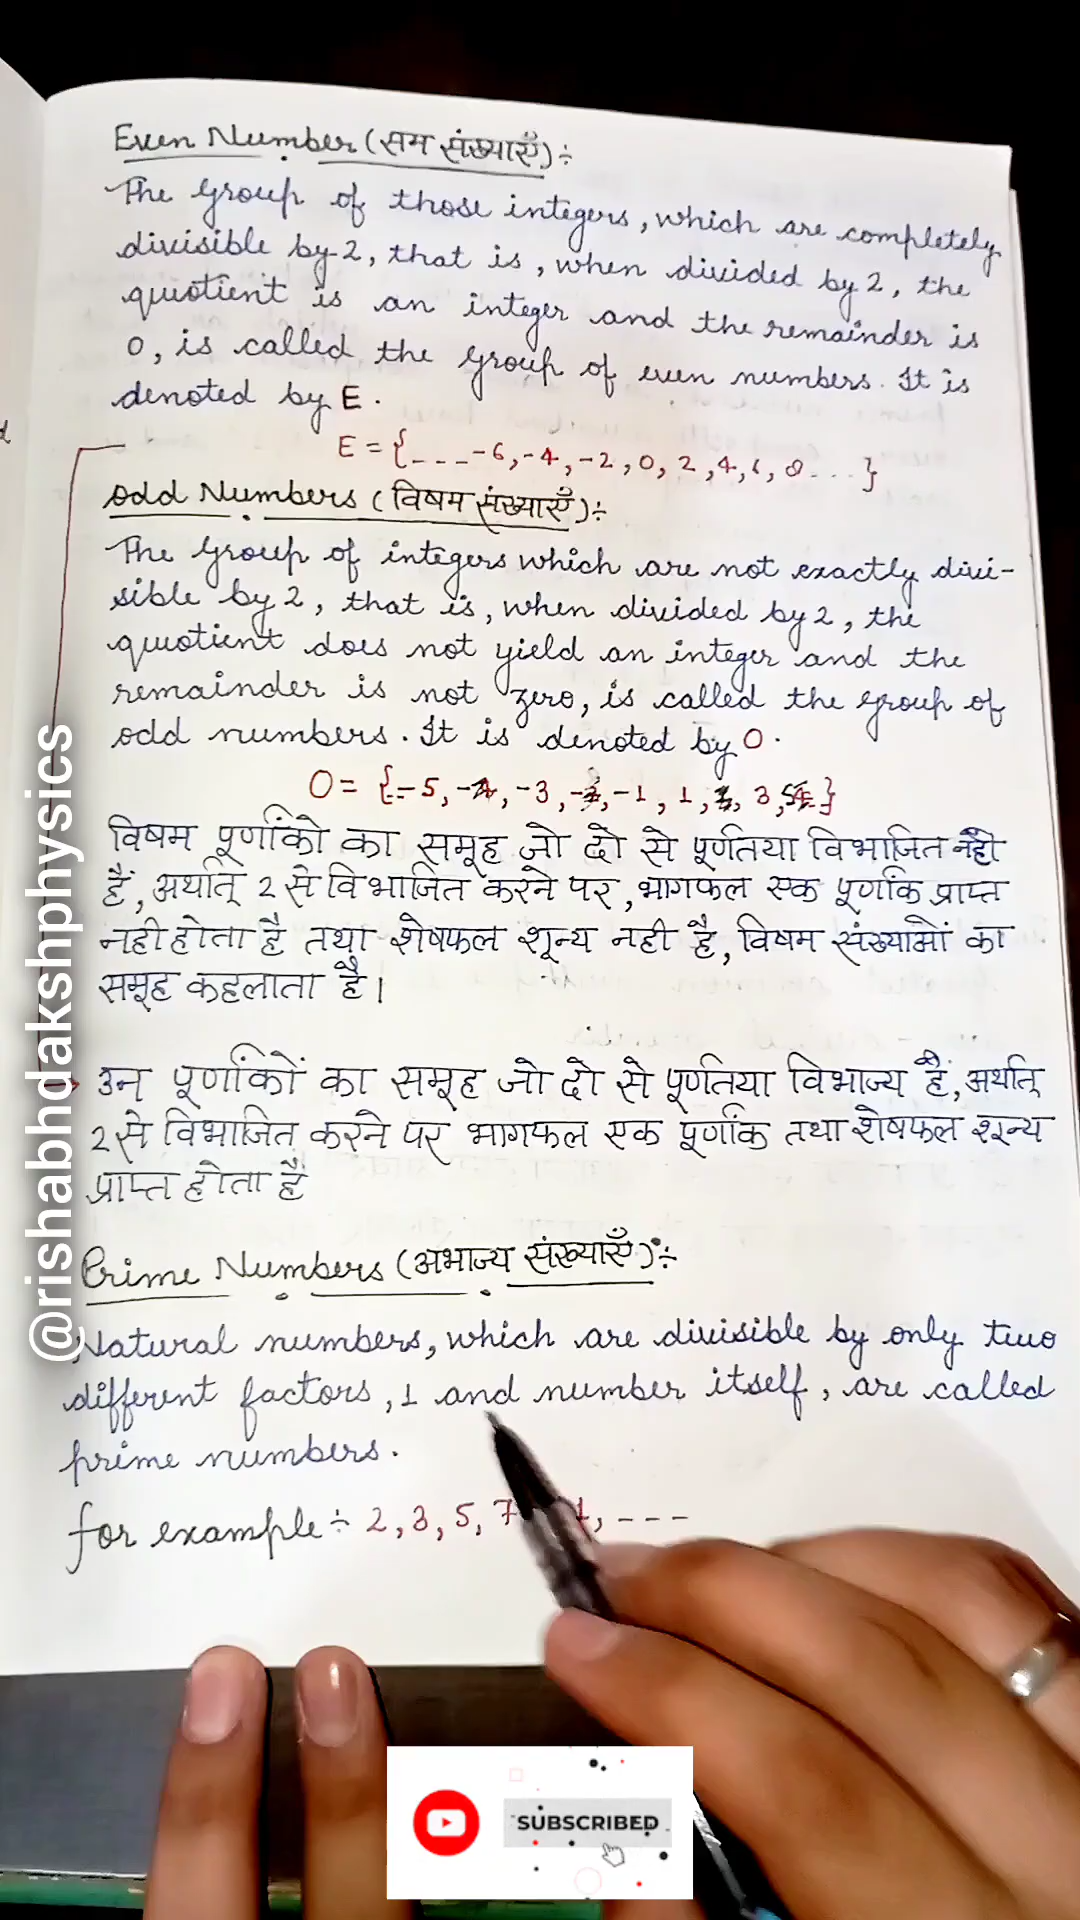 Even Number (सम संख्याएँ) ÷
The group of those integers, which are completely
divisible by 2, that is, when divided by 2, the
quotient is an integer and the remainder is
0, is called the group of even numbers. It is
denoted by E.
E = {_ _ _ -6, -4, -2, 0, 2, 4, 6, 8 ... }
odd Numbers (विषम संख्याएँ) ÷
The group of integers which are not exactly divi-
sible by 2, that is, when divided by 2, the
quotient does not yield an integer and the
remainder is not zero, is called the group of
odd numbers. It is denoted by O.
O = {-- 5, -3, -1, 1, 3, 5 }
विषम पूर्णांको का समूह जो दो से पूर्णतया विभाजित नही
हैं, अर्थात् 2 से विभाजित करने पर, भागफल एक पूर्णांक प्राप्त
नही होता है तथा शेषफल शून्य नही है, विषम संख्याओं का
समूह कहलाता है।
उन पूर्णांकों का समूह जो दो से पूर्णतया विभाज्य हैं, अर्थात्
2 से विभाजित करने पर भागफल एक पूर्णांक तथा शेषफल शून्य
प्राप्त होता है
Prime Numbers (अभाज्य संख्याएँ) ÷
Natural numbers, which are divisible by only two
different factors, 1 and number itself, are called
prime numbers.
for example ÷ 2, 3, 5, 7 1, _ _ _
@rishabhdakshphysics
SUBSCRIBED